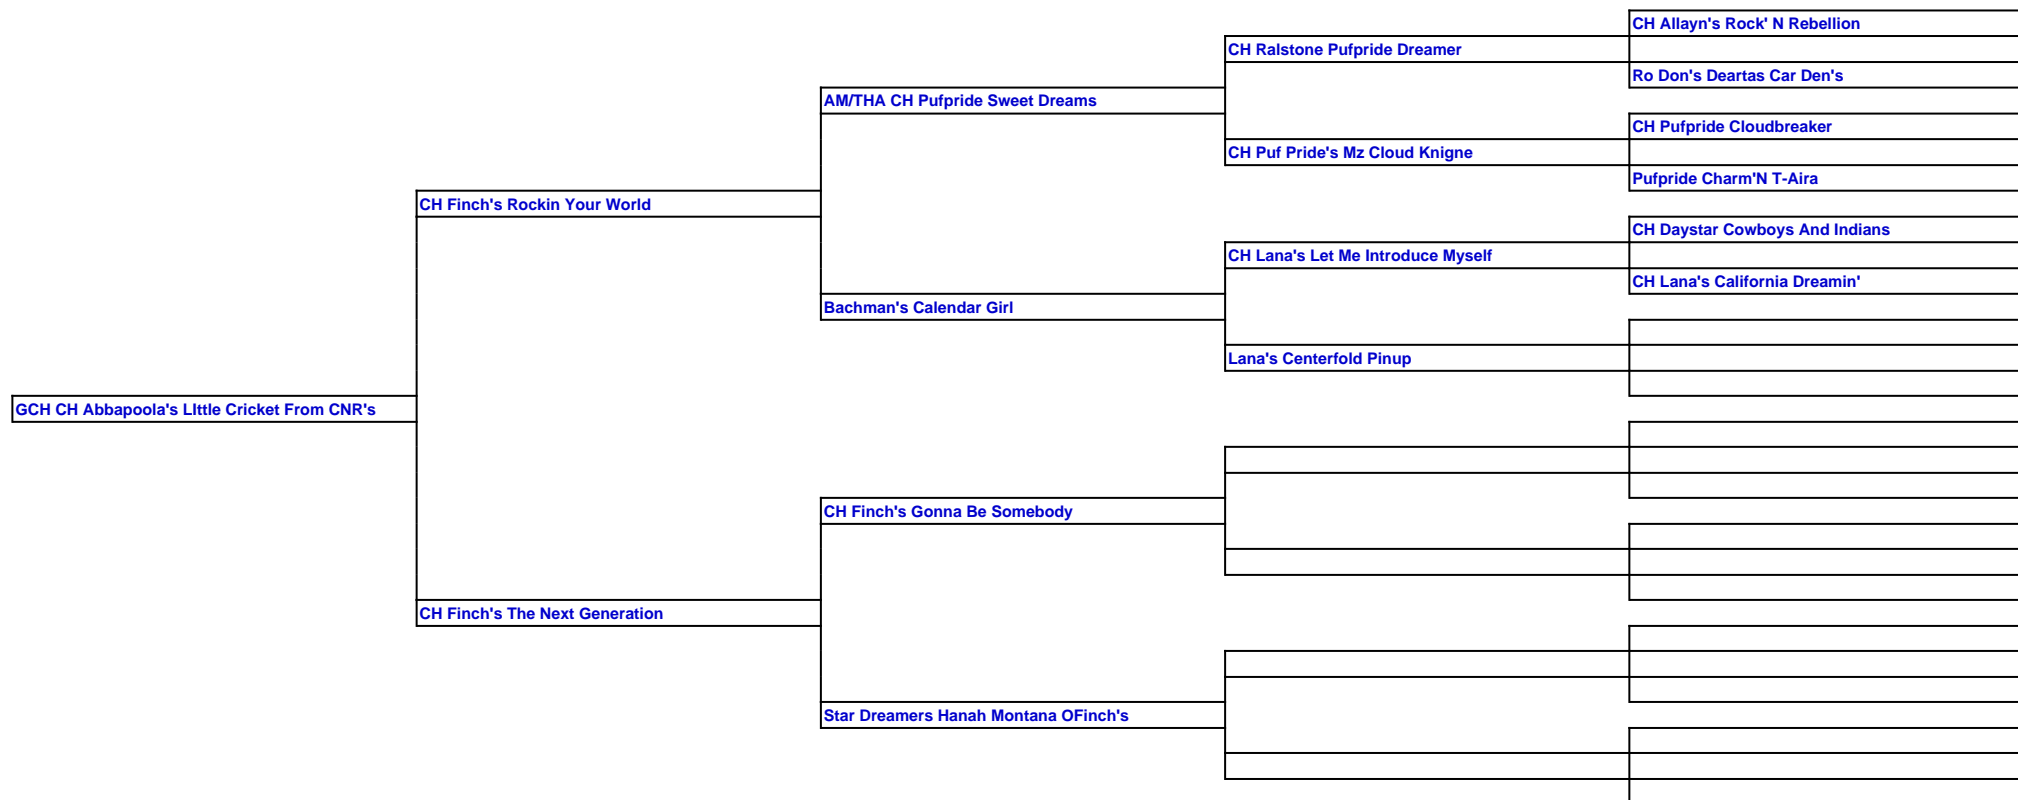 CH Allayn's Rock' N Rebellion
CH Ralstone Pufpride Dreamer
Ro Don's Deartas Car Den's
AM/THA CH Pufpride Sweet Dreams
CH Pufpride Cloudbreaker
CH Puf Pride's Mz Cloud Knigne
Pufpride Charm'N T-Aira
CH Finch's Rockin Your World
CH Daystar Cowboys And Indians
CH Lana's Let Me Introduce Myself
CH Lana's California Dreamin'
Bachman's Calendar Girl
Lana's Centerfold Pinup
GCH CH Abbapoola's LIttle Cricket From CNR's
CH Finch's Gonna Be Somebody
CH Finch's The Next Generation
Star Dreamers Hanah Montana OFinch's